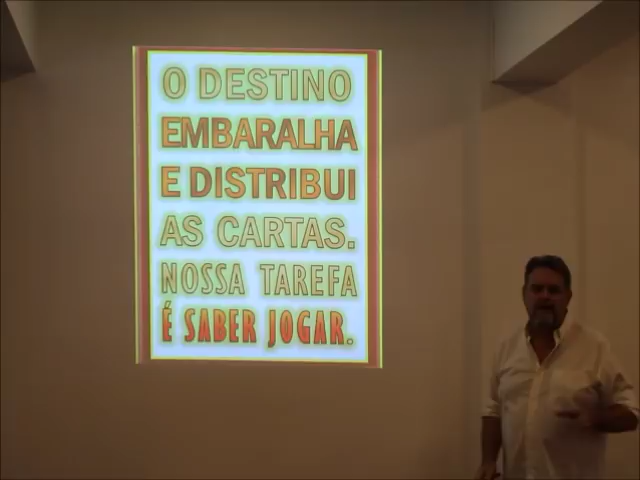 O DESTINO
EMBARALHA
E DISTRIBUI
AS CARTAS.
NOSSA TAREFA
É SABER JOGAR.